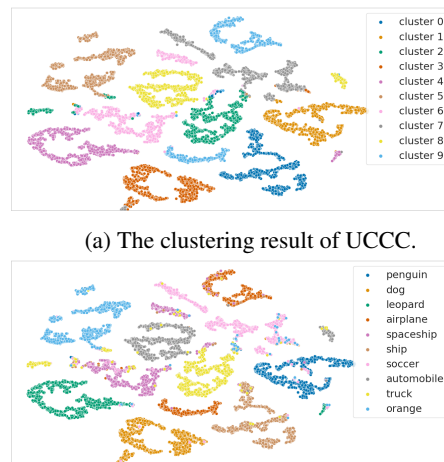 cluster 0
cluster 1
cluster 2
cluster 3
cluster 4
cluster 5
cluster 6
cluster 7
cluster 8
cluster 9
(a) The clustering result of UCCC.
penguin
dog
leopard
airplane
spaceship
ship
soccer
automobile
truck
orange